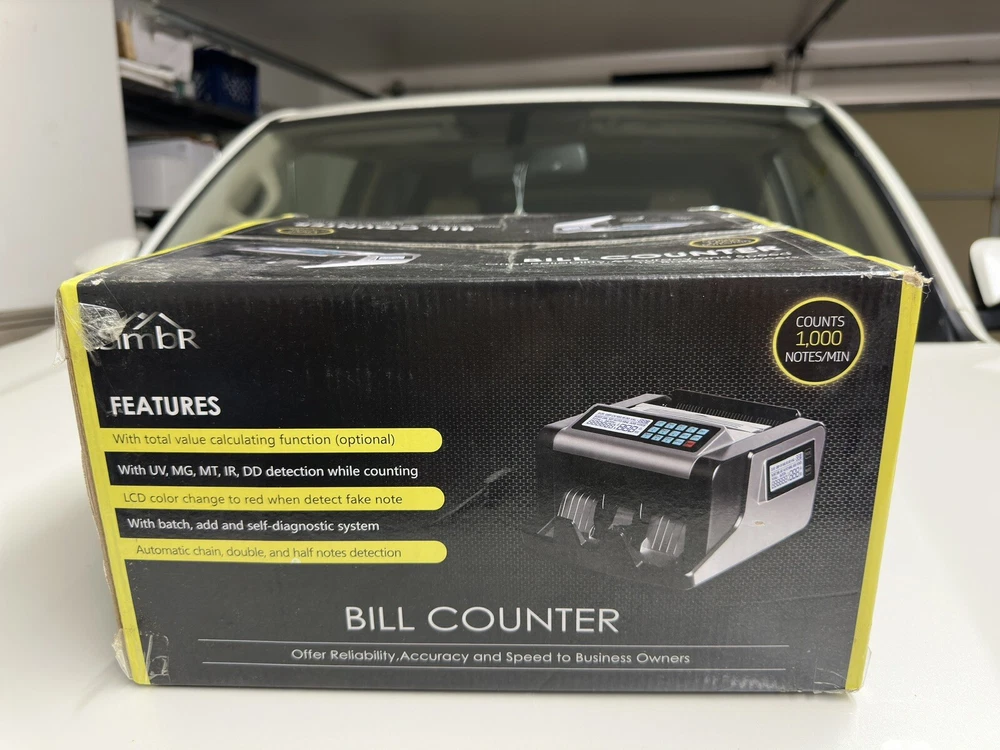 BILL COUNTER
BILL COUNTER
COUNTS
1,000
NOTES/MIN
FEATURES
With total value calculating function (optional)
With UV, MG, MT, IR, DD detection while counting
LCD color change to red when detect fake note
With batch, add and self-diagnostic system
Automatic chain, double, and half notes detection
BILL COUNTER
Offer Reliability,Accuracy and Speed to Business Owners